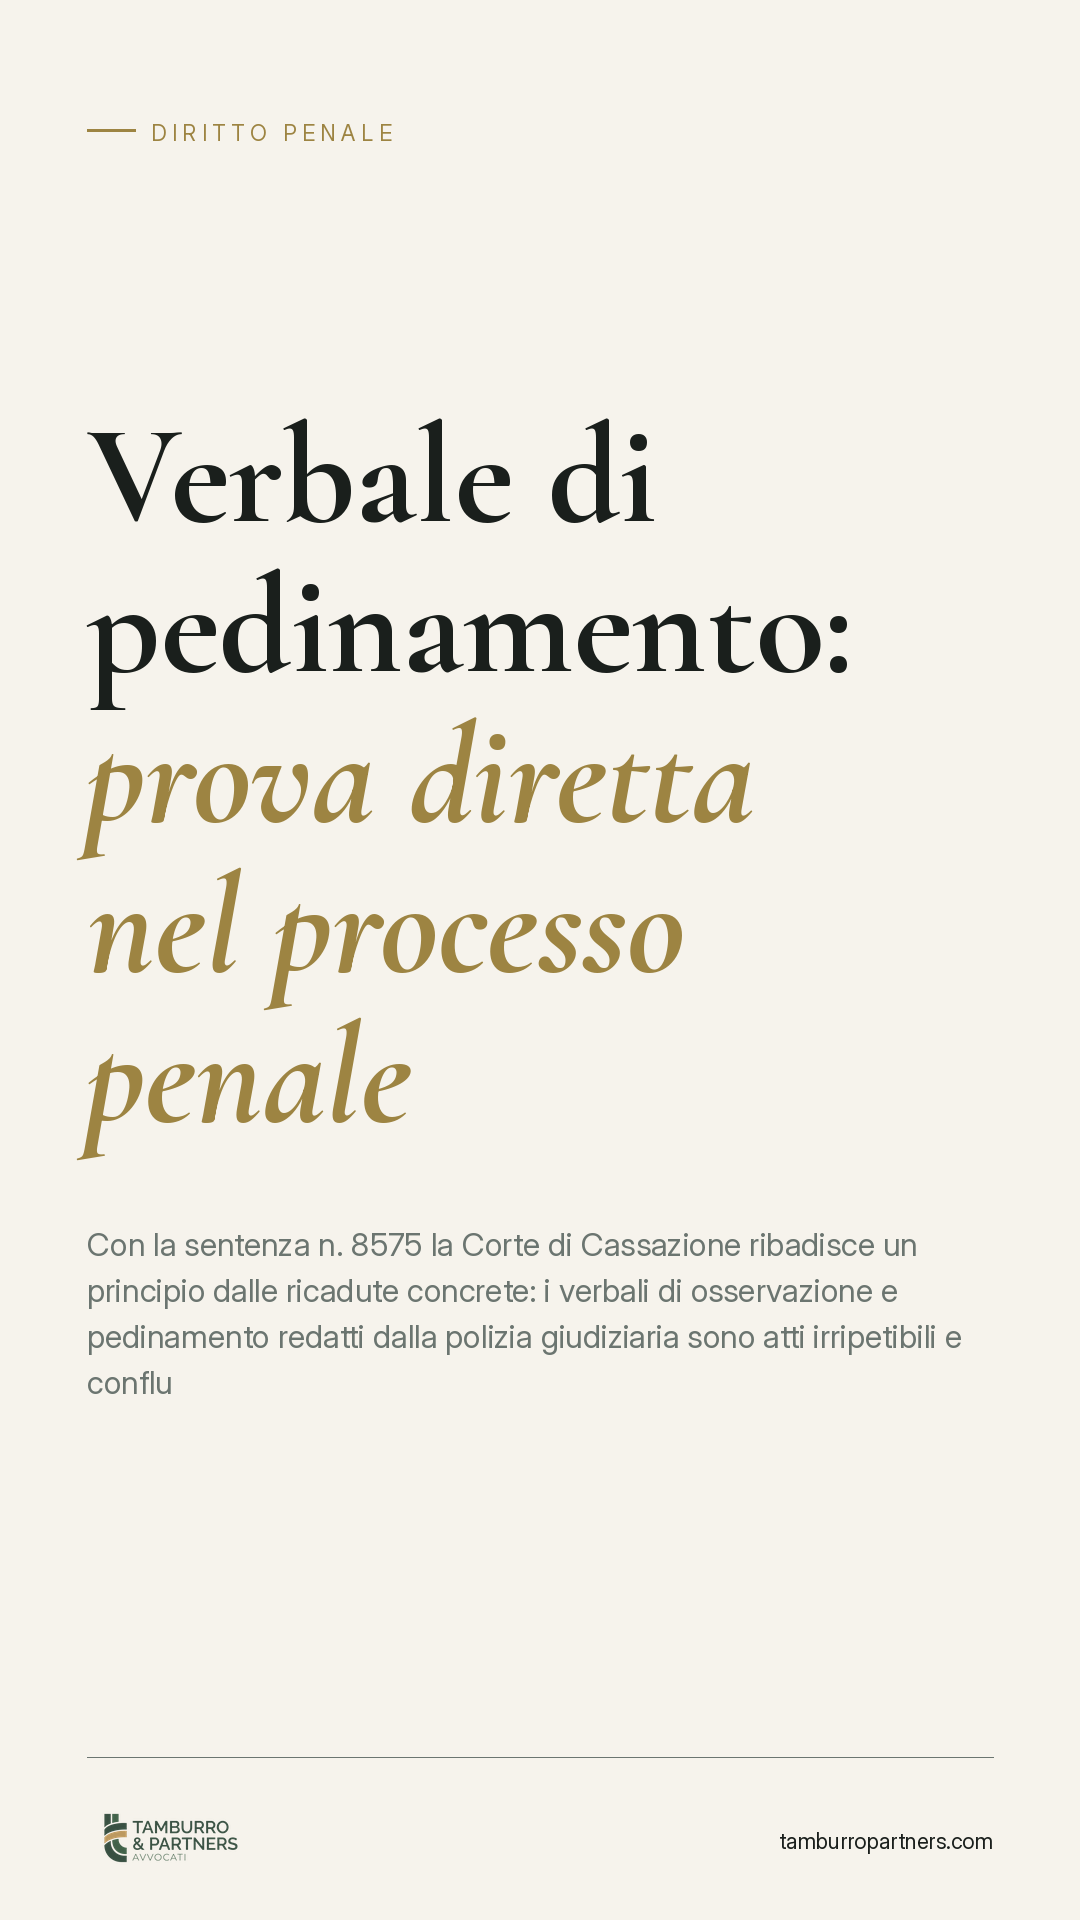 DIRITTO PENALE
Verbale di
pedinamento:
prova diretta
nel processo
penale
Con la sentenza n. 8575 la Corte di Cassazione ribadisce un
principio dalle ricadute concrete: i verbali di osservazione e
pedinamento redatti dalla polizia giudiziaria sono atti irripetibili e
conflu
TAMBURRO
& PARTNERS
AVVOCATI
tamburropartners.com